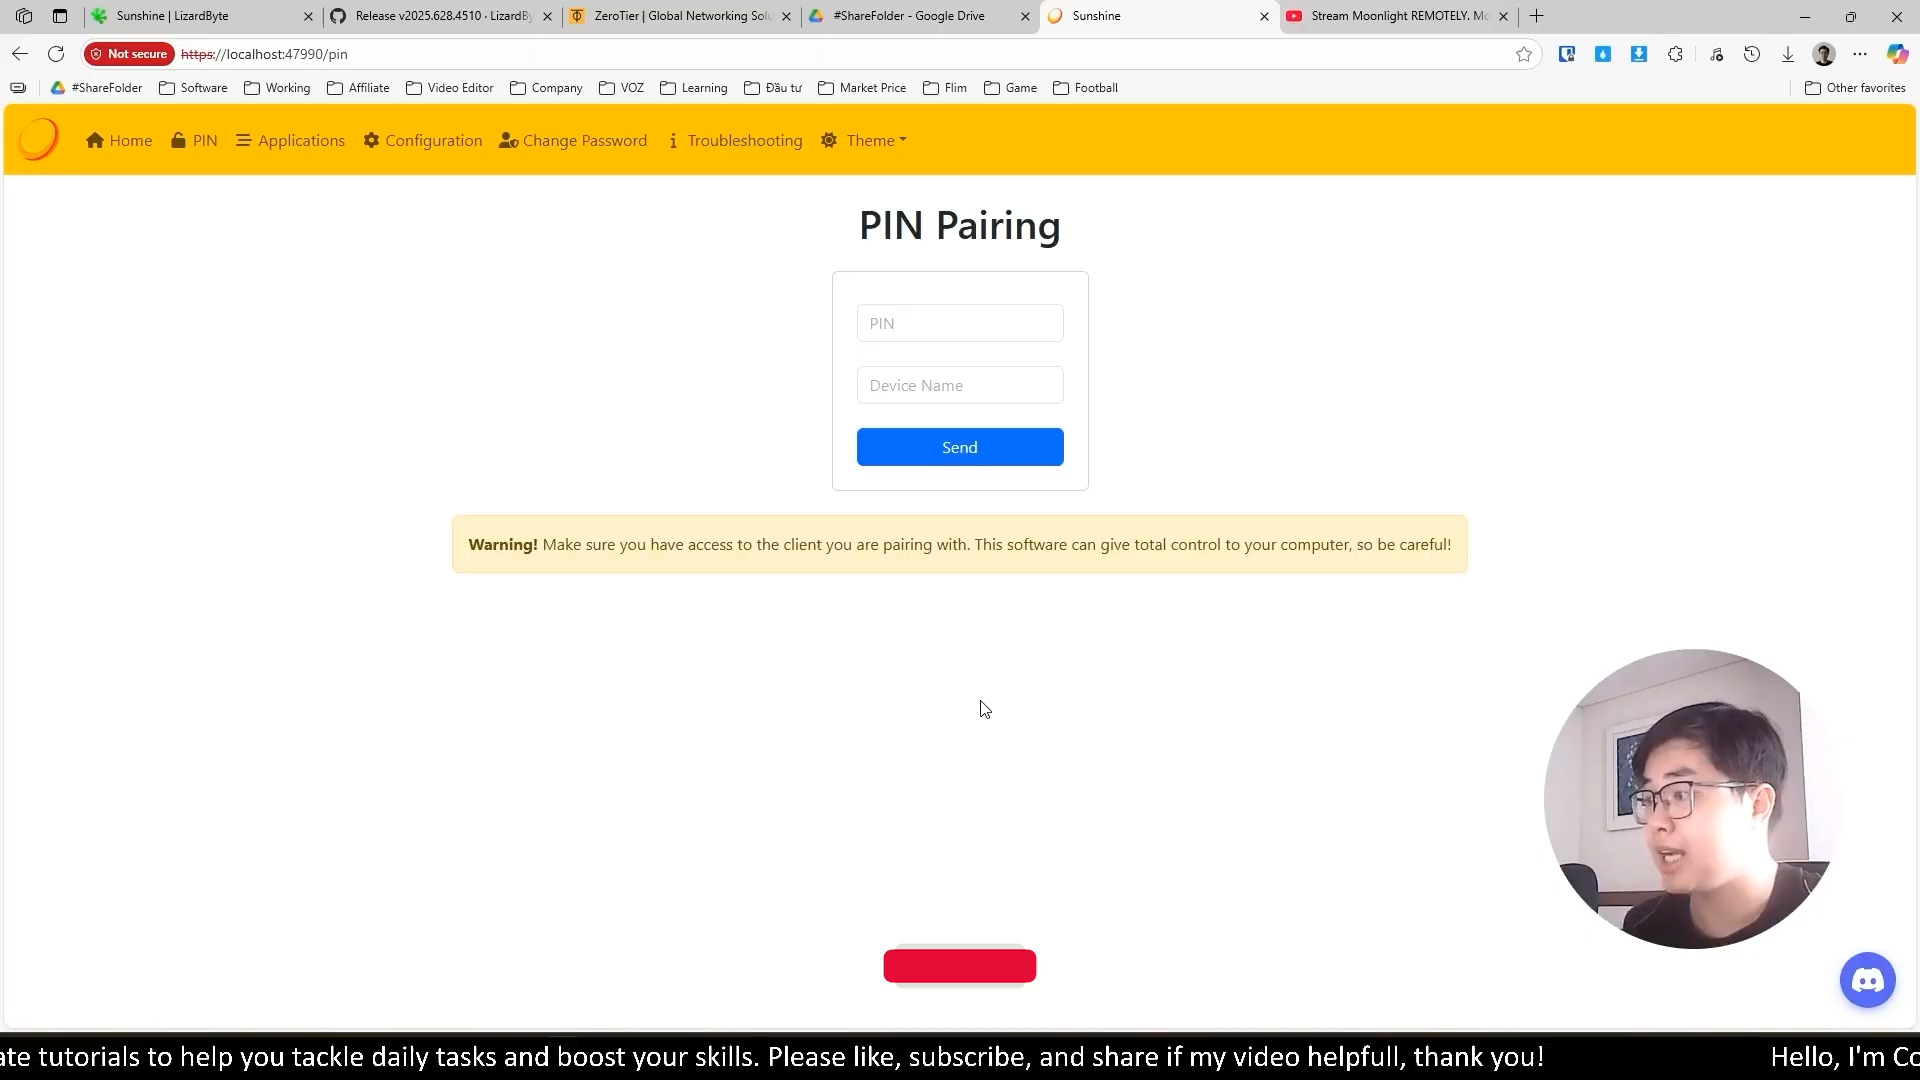 Sunshine | LizardByte
Release v2025.628.4510 · LizardBy
ZeroTier | Global Networking Solu
#ShareFolder - Google Drive
Sunshine
Stream Moonlight REMOTELY. Mo
Not secure
https://localhost:47990/pin
#ShareFolder
Software
Working
Affiliate
Video Editor
Company
VOZ
Learning
Đầu tư
Market Price
Flim
Game
Football
Other favorites
Home
PIN
Applications
Configuration
Change Password
Troubleshooting
Theme
PIN Pairing
PIN
Device Name
Send
Warning! Make sure you have access to the client you are pairing with. This software can give total control to your computer, so be careful!
ate tutorials to help you tackle daily tasks and boost your skills. Please like, subscribe, and share if my video helpfull, thank you!
Hello, I'm Co